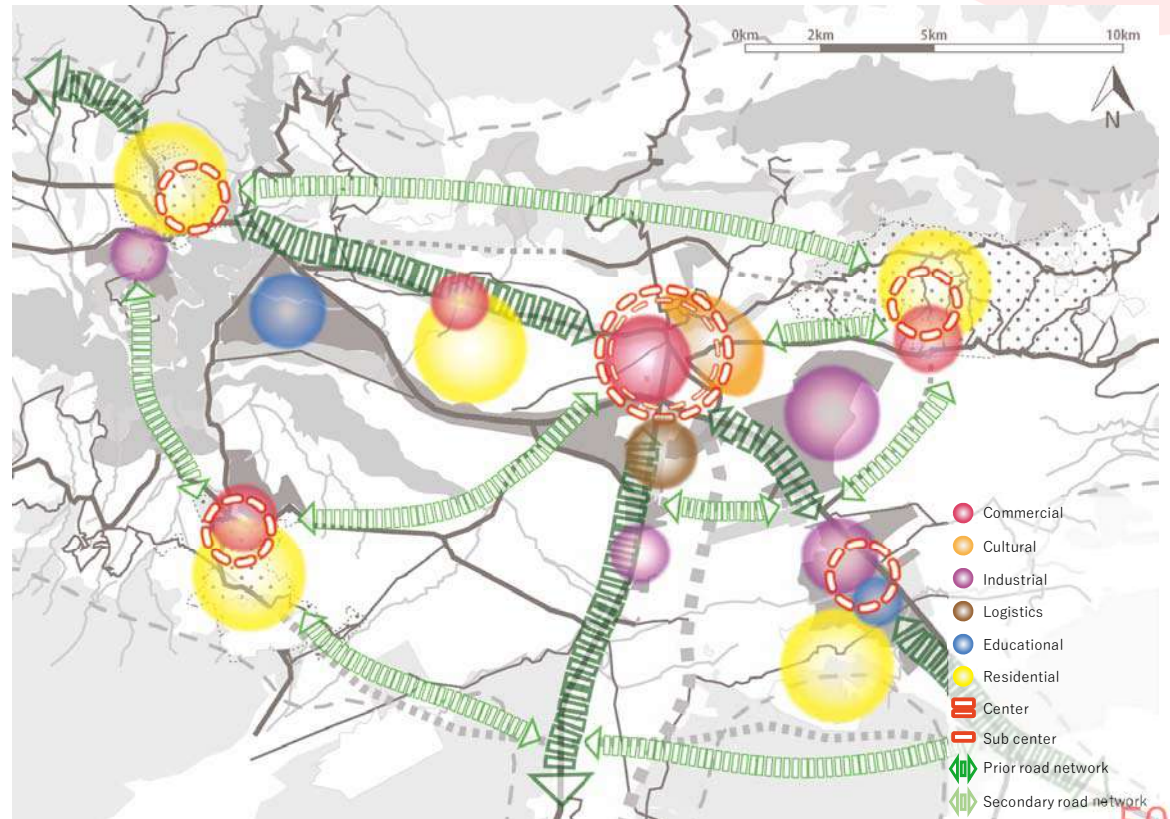 0km 2km 5km 10km
N
Commercial
Cultural
Industrial
Logistics
Educational
Residential
Center
Sub center
Prior road network
Secondary road network